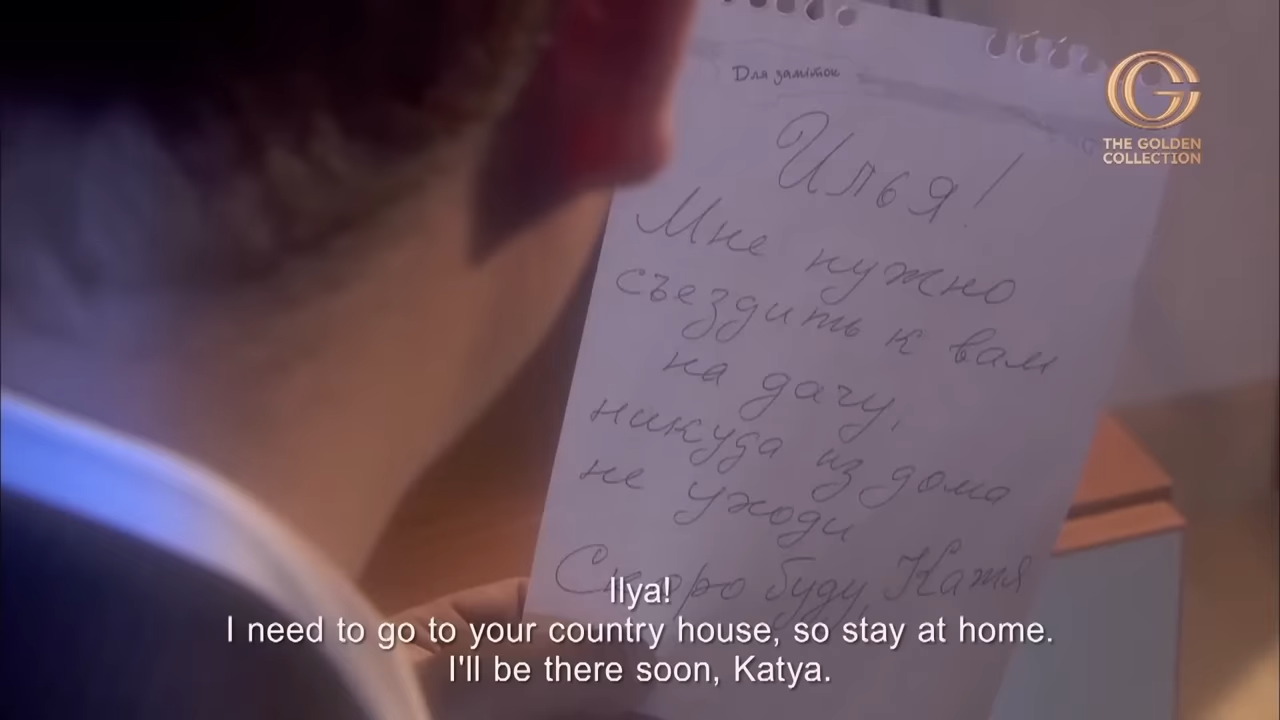 Для заміток
THE GOLDEN
COLLECTION
Илья!
Мне нужно
съездить к вам
на дачу,
никуда из дома
не уходи
Скоро буду, Катя
Ilya!
I need to go to your country house, so stay at home.
I'll be there soon, Katya.